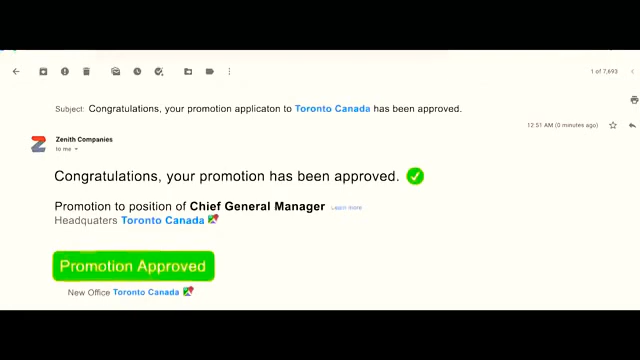 1 of 7,693
Subject: Congratulations, your promotion applicaton to Toronto Canada has been approved.
12:51 AM (0 minutes ago)
Zenith Companies
to me
Congratulations, your promotion has been approved.
Promotion to position of Chief General Manager Learn more
Headquaters Toronto Canada
Promotion Approved
New Office Toronto Canada